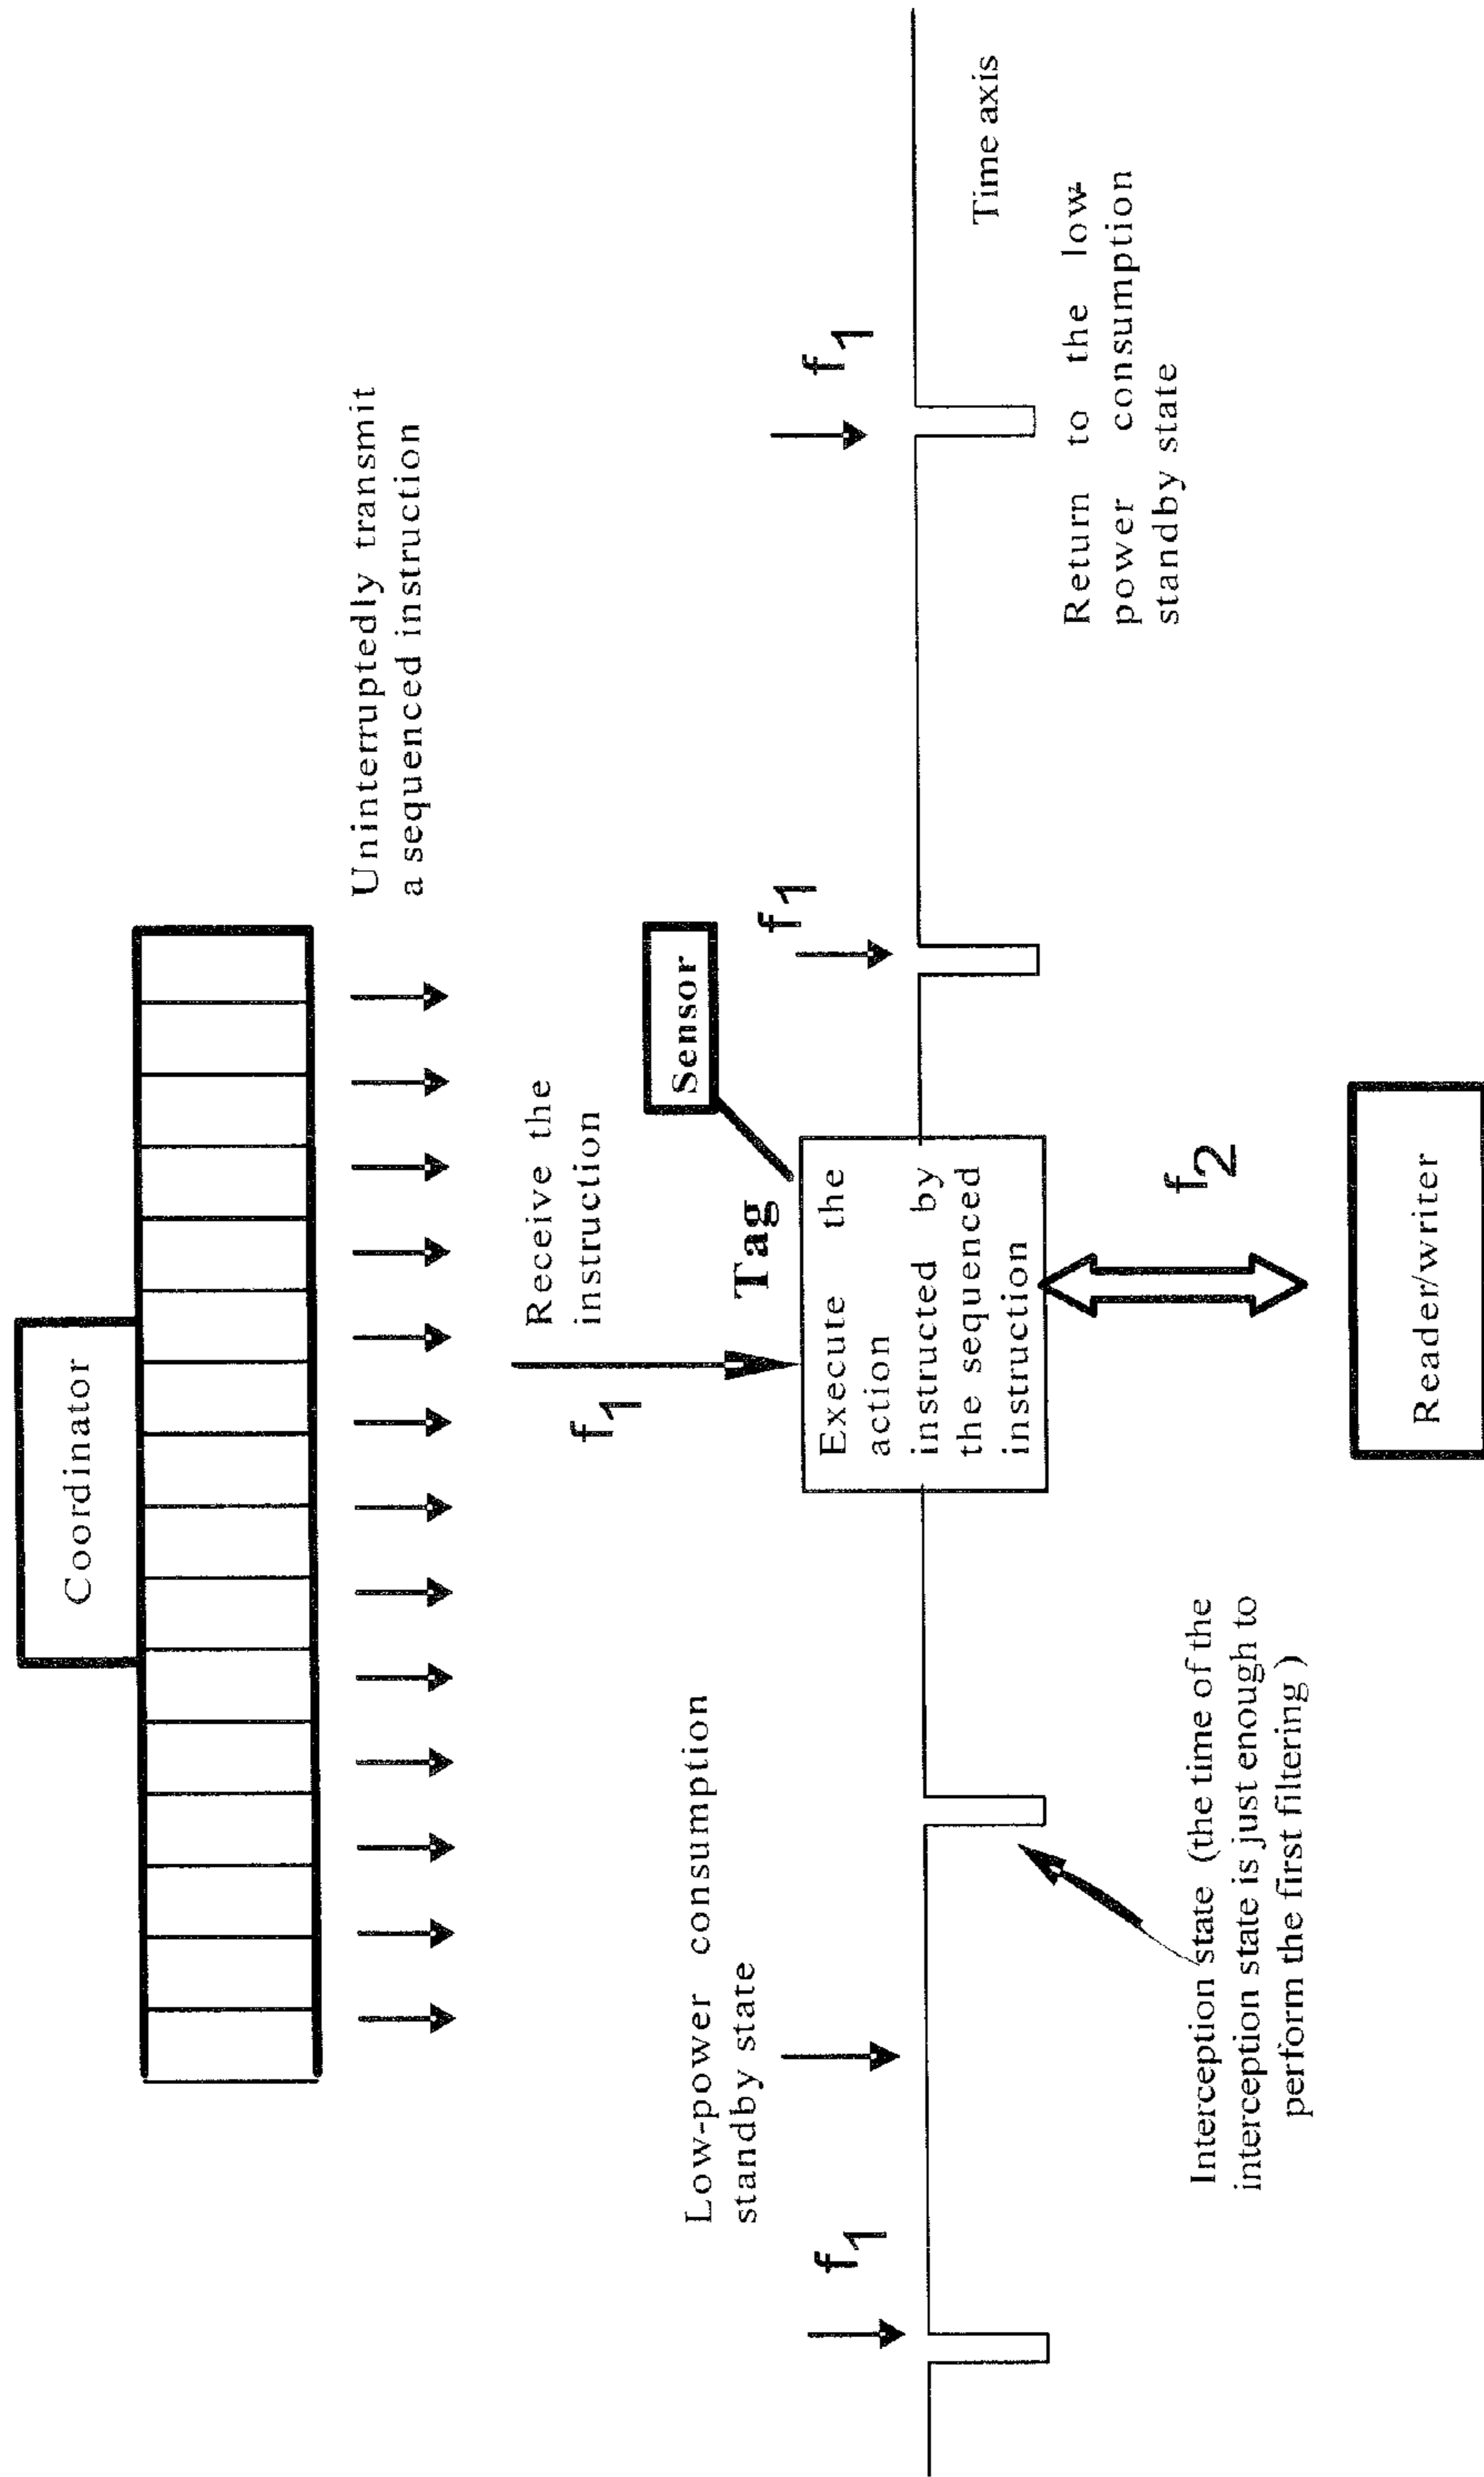 Coordinator
Uninterruptedly transmit
a sequenced instruction
Receive the
instruction
f1
Sensor
Tag
Low-power consumption
standby state
f1
f1
f1
Execute the
action
instructed by
the sequenced
instruction
Time axis
Return to the low-
power consumption
standby state
Interception state (the time of the
interception state is just enough to
perform the first filtering)
f2
Reader/writer